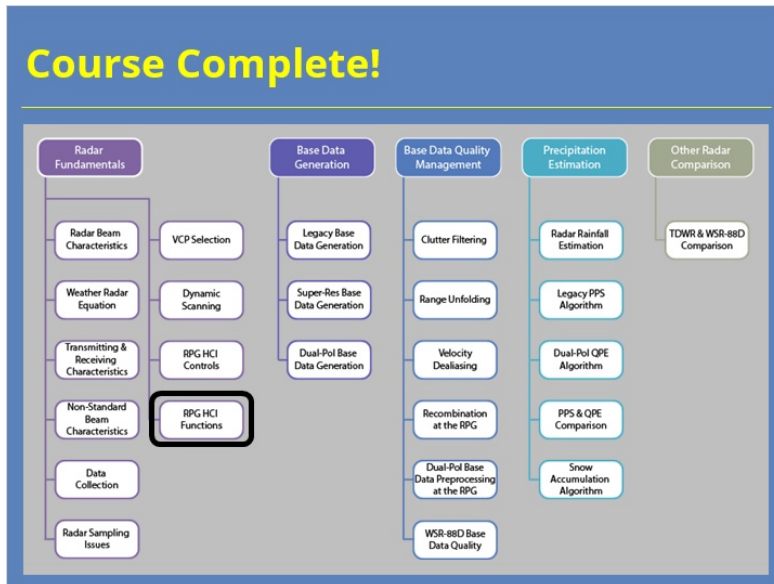 Course Complete!
Radar
Fundamentals
Radar Beam
Characteristics
Weather Radar
Equation
Transmitting &
Receiving
Characteristics
Non-Standard
Beam
Characteristics
Data
Collection
Radar Sampling
Issues
VCP Selection
Dynamic
Scanning
RPG HCI
Controls
RPG HCI
Functions
Base Data
Generation
Legacy Base
Data Generation
Super-Res Base
Data Generation
Dual-Pol Base
Data Generation
Base Data Quality
Management
Clutter Filtering
Range Unfolding
Velocity
Dealiasing
Recombination
at the RPG
Dual-Pol Base
Data Preprocessing
at the RPG
WSR-88D Base
Data Quality
Precipitation
Estimation
Radar Rainfall
Estimation
Legacy PPS
Algorithm
Dual-Pol QPE
Algorithm
PPS & QPE
Comparison
Snow
Accumulation
Algorithm
Other Radar
Comparison
TDWR & WSR-88D
Comparison